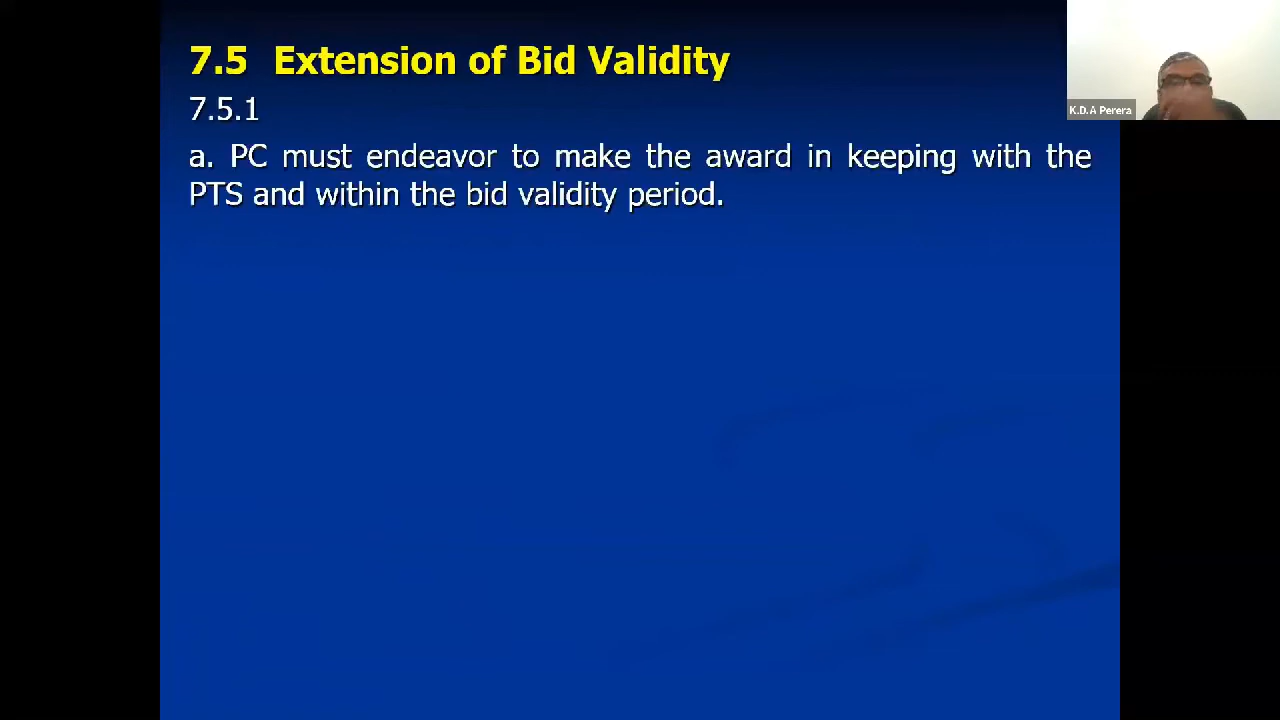 7.5 Extension of Bid Validity
7.5.1
a. PC must endeavor to make the award in keeping with the
PTS and within the bid validity period.
K.D.A Perera